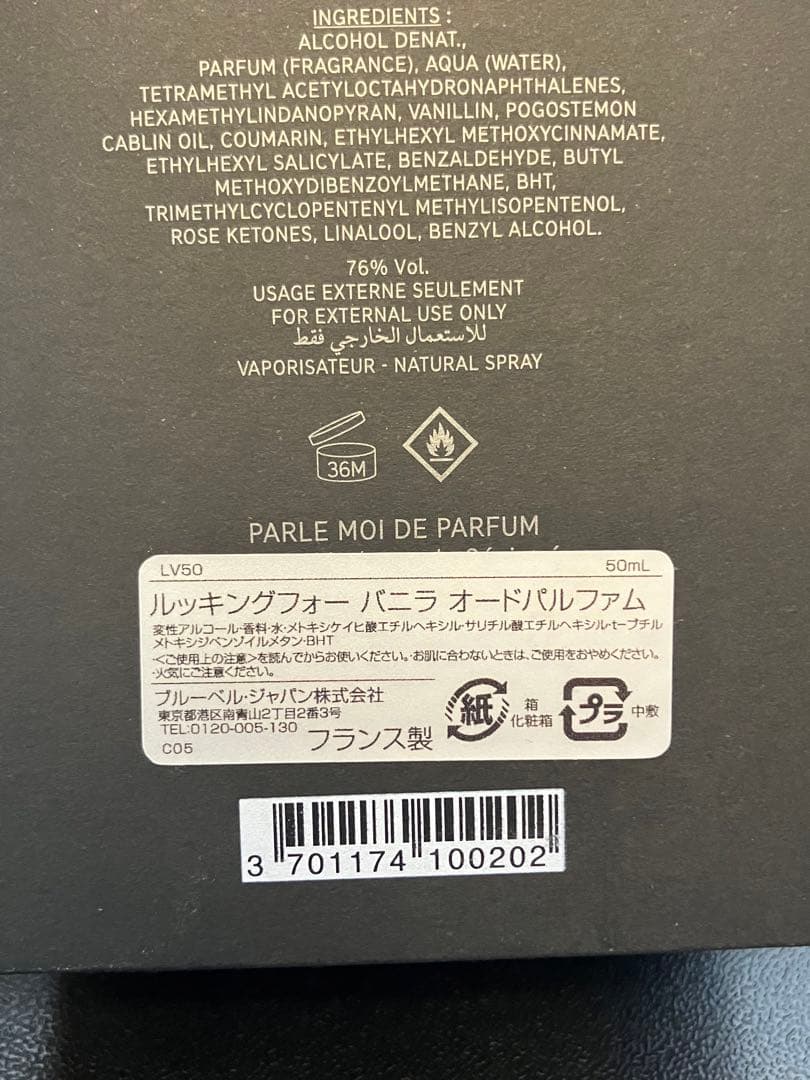 INGREDIENTS :
ALCOHOL DENAT.,
PARFUM (FRAGRANCE), AQUA (WATER),
TETRAMETHYL ACETYLOCTAHYDRONAPHTHALENES,
HEXAMETHYLINDANOPYRAN, VANILLIN, POGOSTEMON
CABLIN OIL, COUMARIN, ETHYLHEXYL METHOXYCINNAMATE,
ETHYLHEXYL SALICYLATE, BENZALDEHYDE, BUTYL
METHOXYDIBENZOYLMETHANE, BHT,
TRIMETHYLCYCLOPENTENYL METHYLISOPENTENOL,
ROSE KETONES, LINALOOL, BENZYL ALCOHOL.
76% Vol.
USAGE EXTERNE SEULEMENT
FOR EXTERNAL USE ONLY
للاستعمال الخارجي فقط
VAPORISATEUR - NATURAL SPRAY
36M
PARLE MOI DE PARFUM
LV50 50mL
ルッキングフォー バニラ オードパルファム
変性アルコール・香料・水・メトキシケイヒ酸エチルヘキシル・サリチル酸エチルヘキシル・t-ブチル
メトキシジベンゾイルメタン・BHT
・<ご使用上の注意>を読んでからお使いください。・お肌に合わないときは、ご使用をおやめください。
・火気にご注意ください。
ブルーベル・ジャパン株式会社
東京都港区南青山2丁目2番3号
TEL:0120-005-130
C05 フランス製
紙 箱 化粧箱
プラ 中敷
3 701174 100202